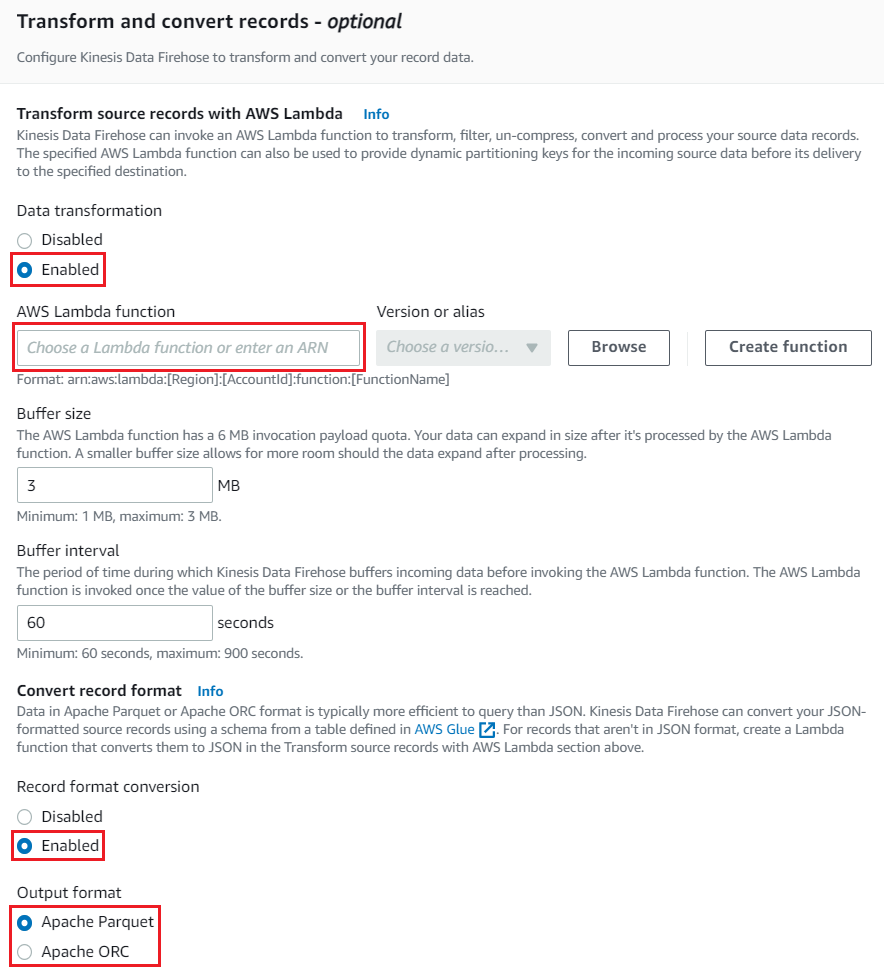 Transform and convert records - optional
Configure Kinesis Data Firehose to transform and convert your record data.
Transform source records with AWS Lambda Info
Kinesis Data Firehose can invoke an AWS Lambda function to transform, filter, un-compress, convert and process your source data records.
The specified AWS Lambda function can also be used to provide dynamic partitioning keys for the incoming source data before its delivery
to the specified destination.
Data transformation
Disabled
Enabled
AWS Lambda function Version or alias
Choose a Lambda function or enter an ARN Choose a versio... Browse Create function
Format: arn:aws:lambda:[Region]:[AccountId]:function:[FunctionName]
Buffer size
The AWS Lambda function has a 6 MB invocation payload quota. Your data can expand in size after it's processed by the AWS Lambda
function. A smaller buffer size allows for more room should the data expand after processing.
3 MB
Minimum: 1 MB, maximum: 3 MB.
Buffer interval
The period of time during which Kinesis Data Firehose buffers incoming data before invoking the AWS Lambda function. The AWS Lambda
function is invoked once the value of the buffer size or the buffer interval is reached.
60 seconds
Minimum: 60 seconds, maximum: 900 seconds.
Convert record format Info
Data in Apache Parquet or Apache ORC format is typically more efficient to query than JSON. Kinesis Data Firehose can convert your JSON-
formatted source records using a schema from a table defined in AWS Glue. For records that aren't in JSON format, create a Lambda
function that converts them to JSON in the Transform source records with AWS Lambda section above.
Record format conversion
Disabled
Enabled
Output format
Apache Parquet
Apache ORC